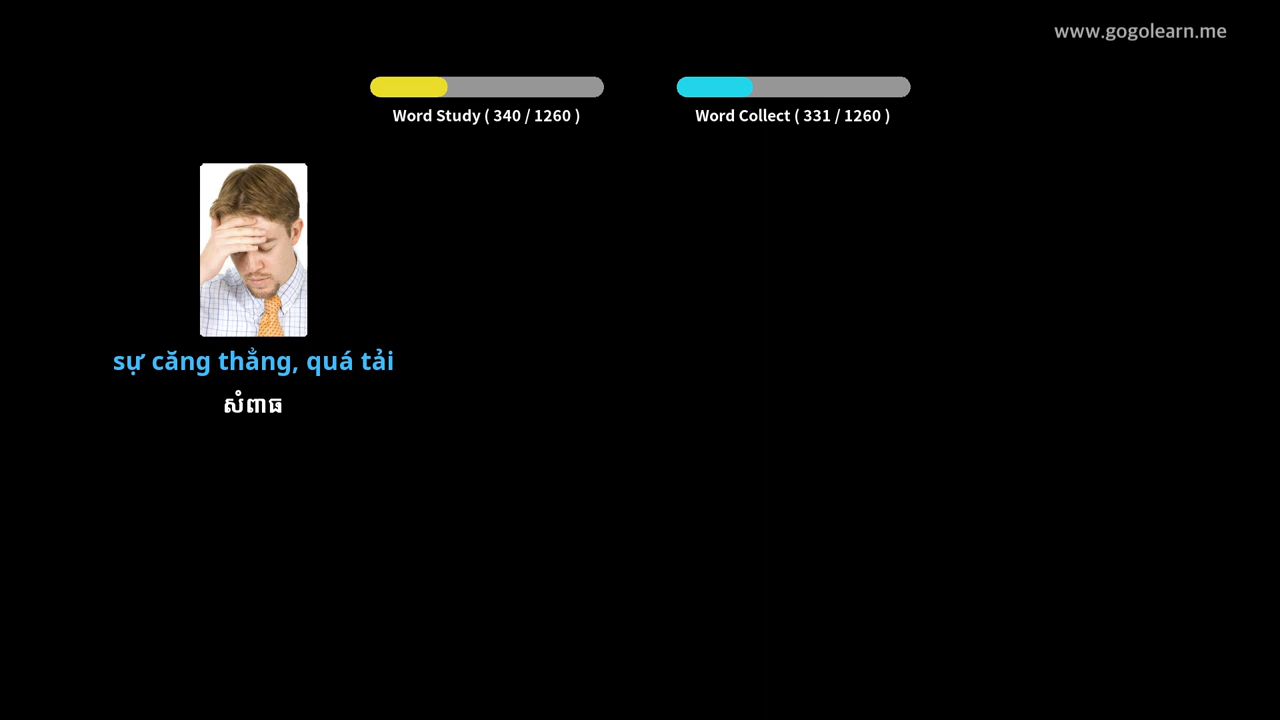 www.gogolearn.me
Word Study ( 340 / 1260 )
Word Collect ( 331 / 1260 )
sự căng thẳng, quá tải
សំពាធ